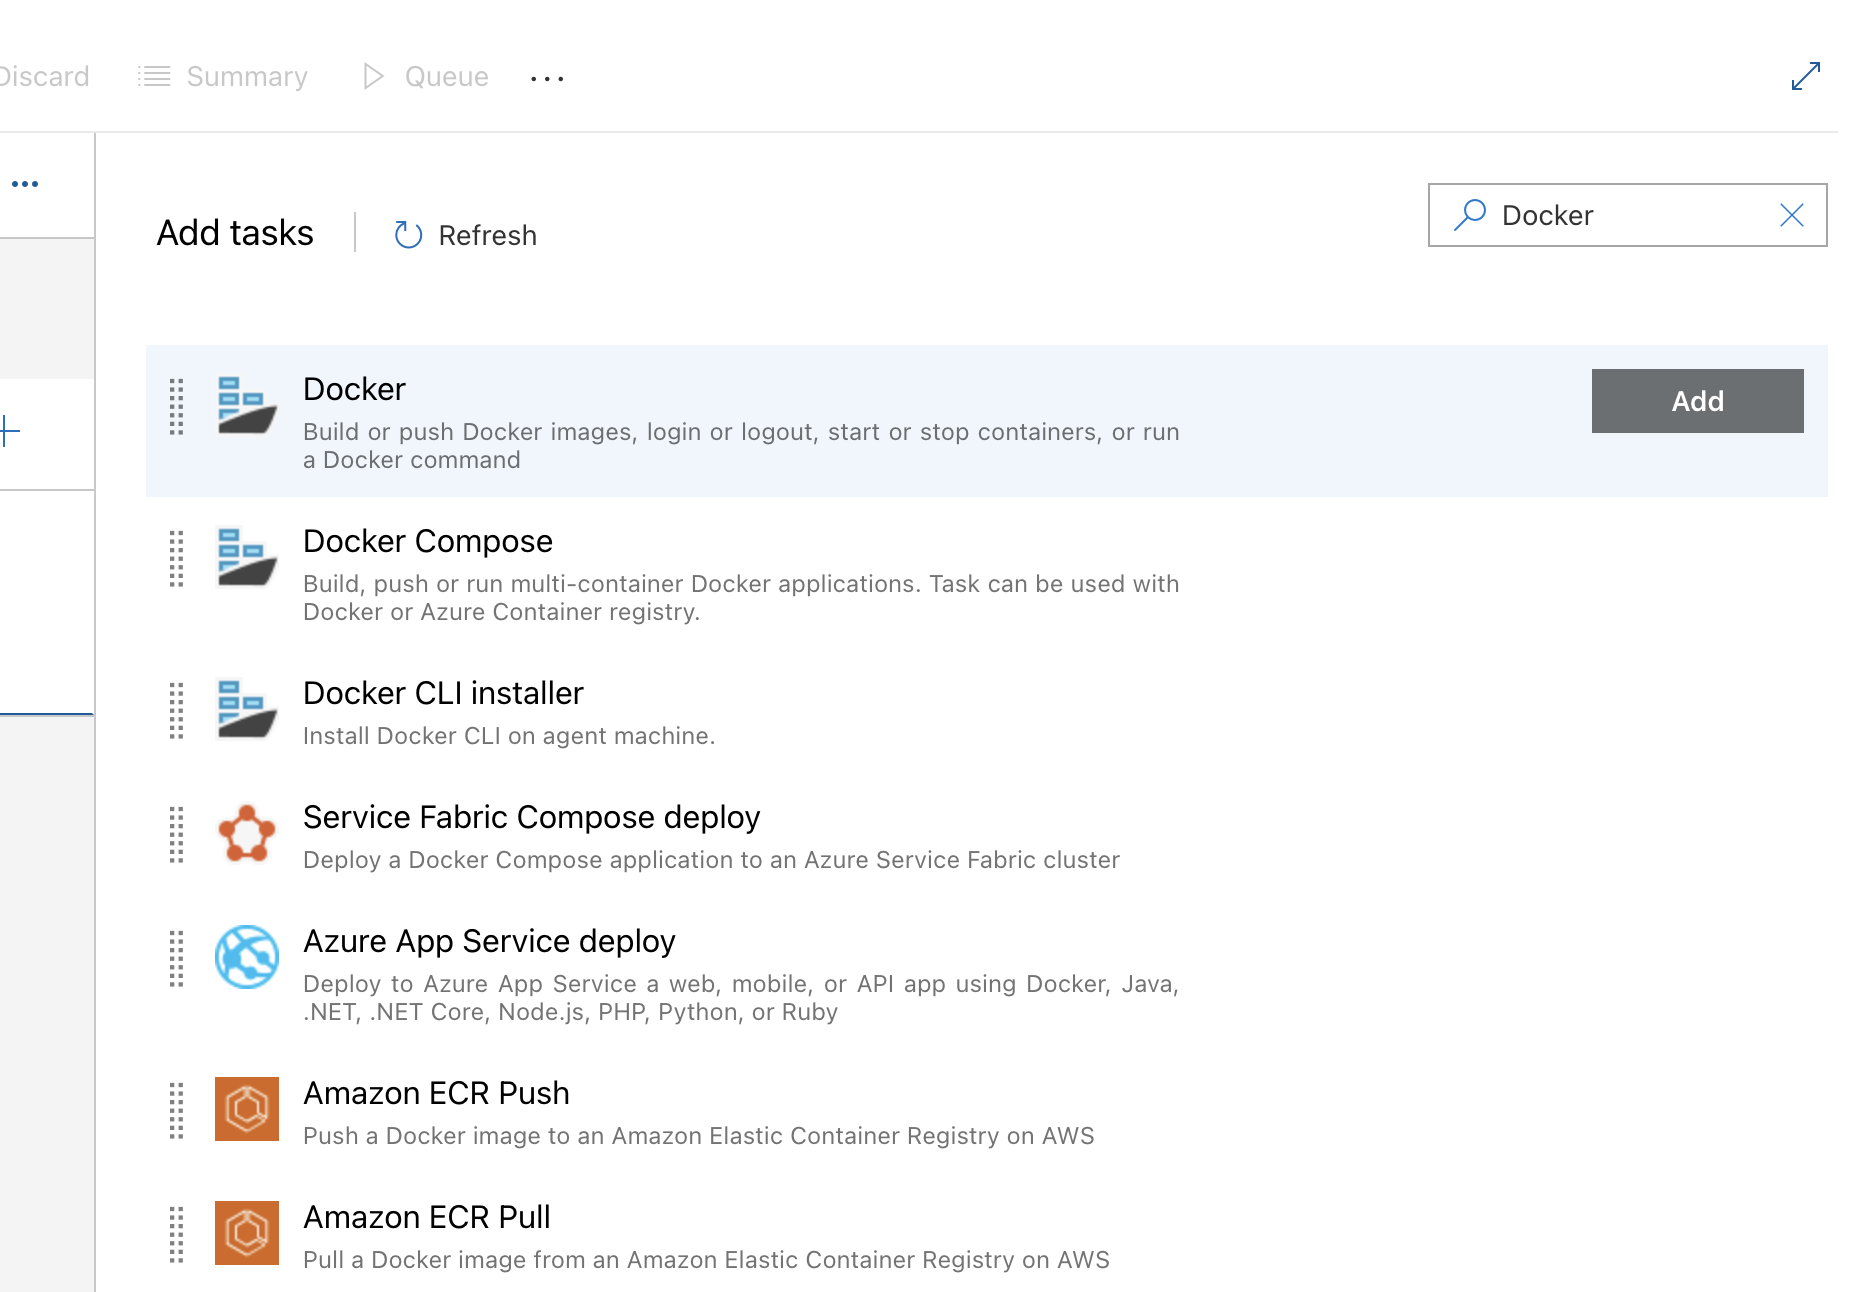 Discard Summary Queue ...
Add tasks Refresh Docker
Docker Add
Build or push Docker images, login or logout, start or stop containers, or run
a Docker command
Docker Compose
Build, push or run multi-container Docker applications. Task can be used with
Docker or Azure Container registry.
Docker CLI installer
Install Docker CLI on agent machine.
Service Fabric Compose deploy
Deploy a Docker Compose application to an Azure Service Fabric cluster
Azure App Service deploy
Deploy to Azure App Service a web, mobile, or API app using Docker, Java,
.NET, .NET Core, Node.js, PHP, Python, or Ruby
Amazon ECR Push
Push a Docker image to an Amazon Elastic Container Registry on AWS
Amazon ECR Pull
Pull a Docker image from an Amazon Elastic Container Registry on AWS